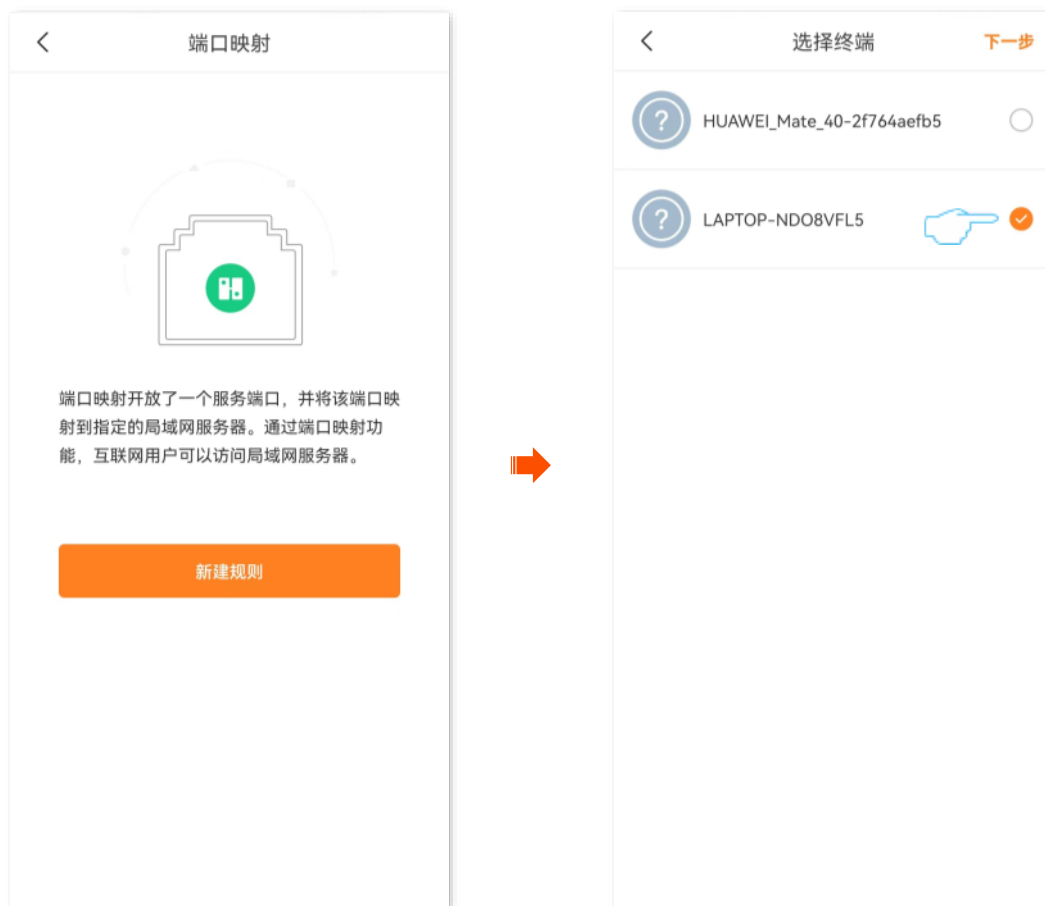 端口映射
端口映射开放了一个服务端口，并将该端口映
射到指定的局域网服务器。通过端口映射功
能，互联网用户可以访问局域网服务器。
新建规则
选择终端
下一步
HUAWEI_Mate_40-2f764aefb5
LAPTOP-NDO8VFL5